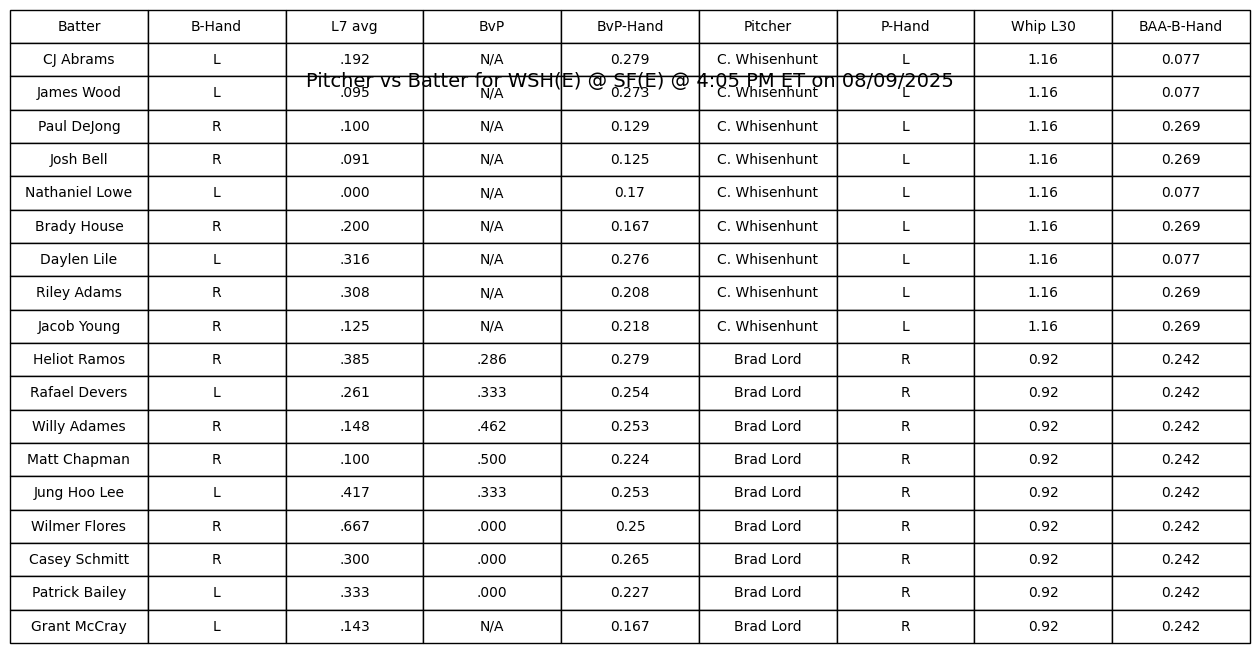 Batter B-Hand L7 avg BvP BvP-Hand Pitcher P-Hand Whip L30 BAA-B-Hand
CJ Abrams L .192 N/A 0.279 C. Whisenhunt L 1.16 0.077
Pitcher vs Batter for WSH(E) @ SF(E) @ 4:05 PM ET on 08/09/2025
James Wood L .095 N/A 0.273 C. Whisenhunt L 1.16 0.077
Paul DeJong R .100 N/A 0.129 C. Whisenhunt L 1.16 0.269
Josh Bell R .091 N/A 0.125 C. Whisenhunt L 1.16 0.269
Nathaniel Lowe L .000 N/A 0.17 C. Whisenhunt L 1.16 0.077
Brady House R .200 N/A 0.167 C. Whisenhunt L 1.16 0.269
Daylen Lile L .316 N/A 0.276 C. Whisenhunt L 1.16 0.077
Riley Adams R .308 N/A 0.208 C. Whisenhunt L 1.16 0.269
Jacob Young R .125 N/A 0.218 C. Whisenhunt L 1.16 0.269
Heliot Ramos R .385 .286 0.279 Brad Lord R 0.92 0.242
Rafael Devers L .261 .333 0.254 Brad Lord R 0.92 0.242
Willy Adames R .148 .462 0.253 Brad Lord R 0.92 0.242
Matt Chapman R .100 .500 0.224 Brad Lord R 0.92 0.242
Jung Hoo Lee L .417 .333 0.253 Brad Lord R 0.92 0.242
Wilmer Flores R .667 .000 0.25 Brad Lord R 0.92 0.242
Casey Schmitt R .300 .000 0.265 Brad Lord R 0.92 0.242
Patrick Bailey L .333 .000 0.227 Brad Lord R 0.92 0.242
Grant McCray L .143 N/A 0.167 Brad Lord R 0.92 0.242